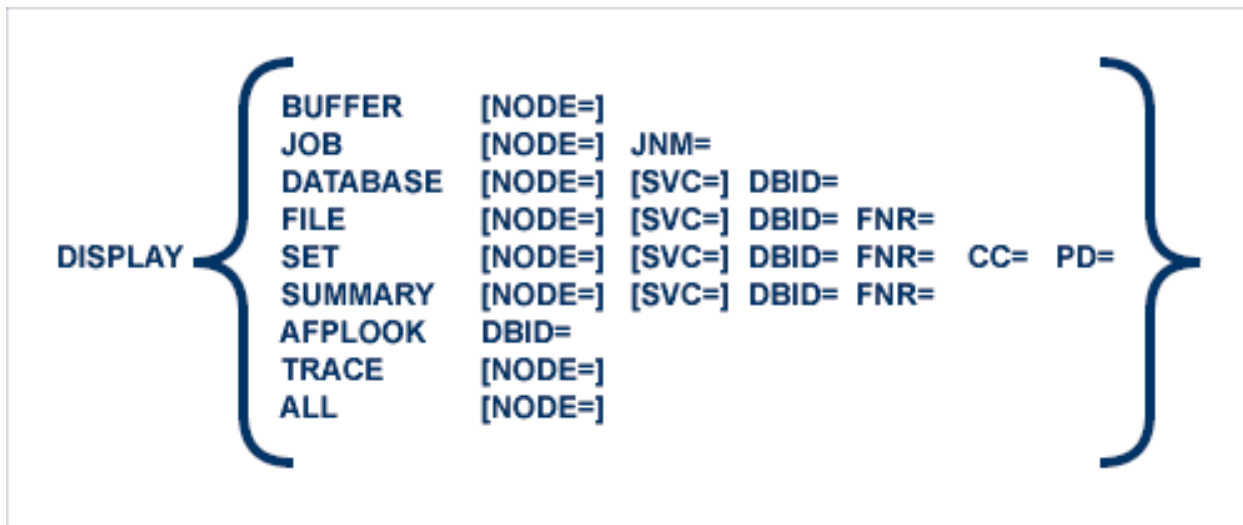 BUFFER [NODE=]
JOB [NODE=] JNM=
DATABASE [NODE=] [SVC=] DBID=
FILE [NODE=] [SVC=] DBID= FNR=
DISPLAY SET [NODE=] [SVC=] DBID= FNR= CC= PD=
SUMMARY [NODE=] [SVC=] DBID= FNR=
AFPLOOK DBID=
TRACE [NODE=]
ALL [NODE=]